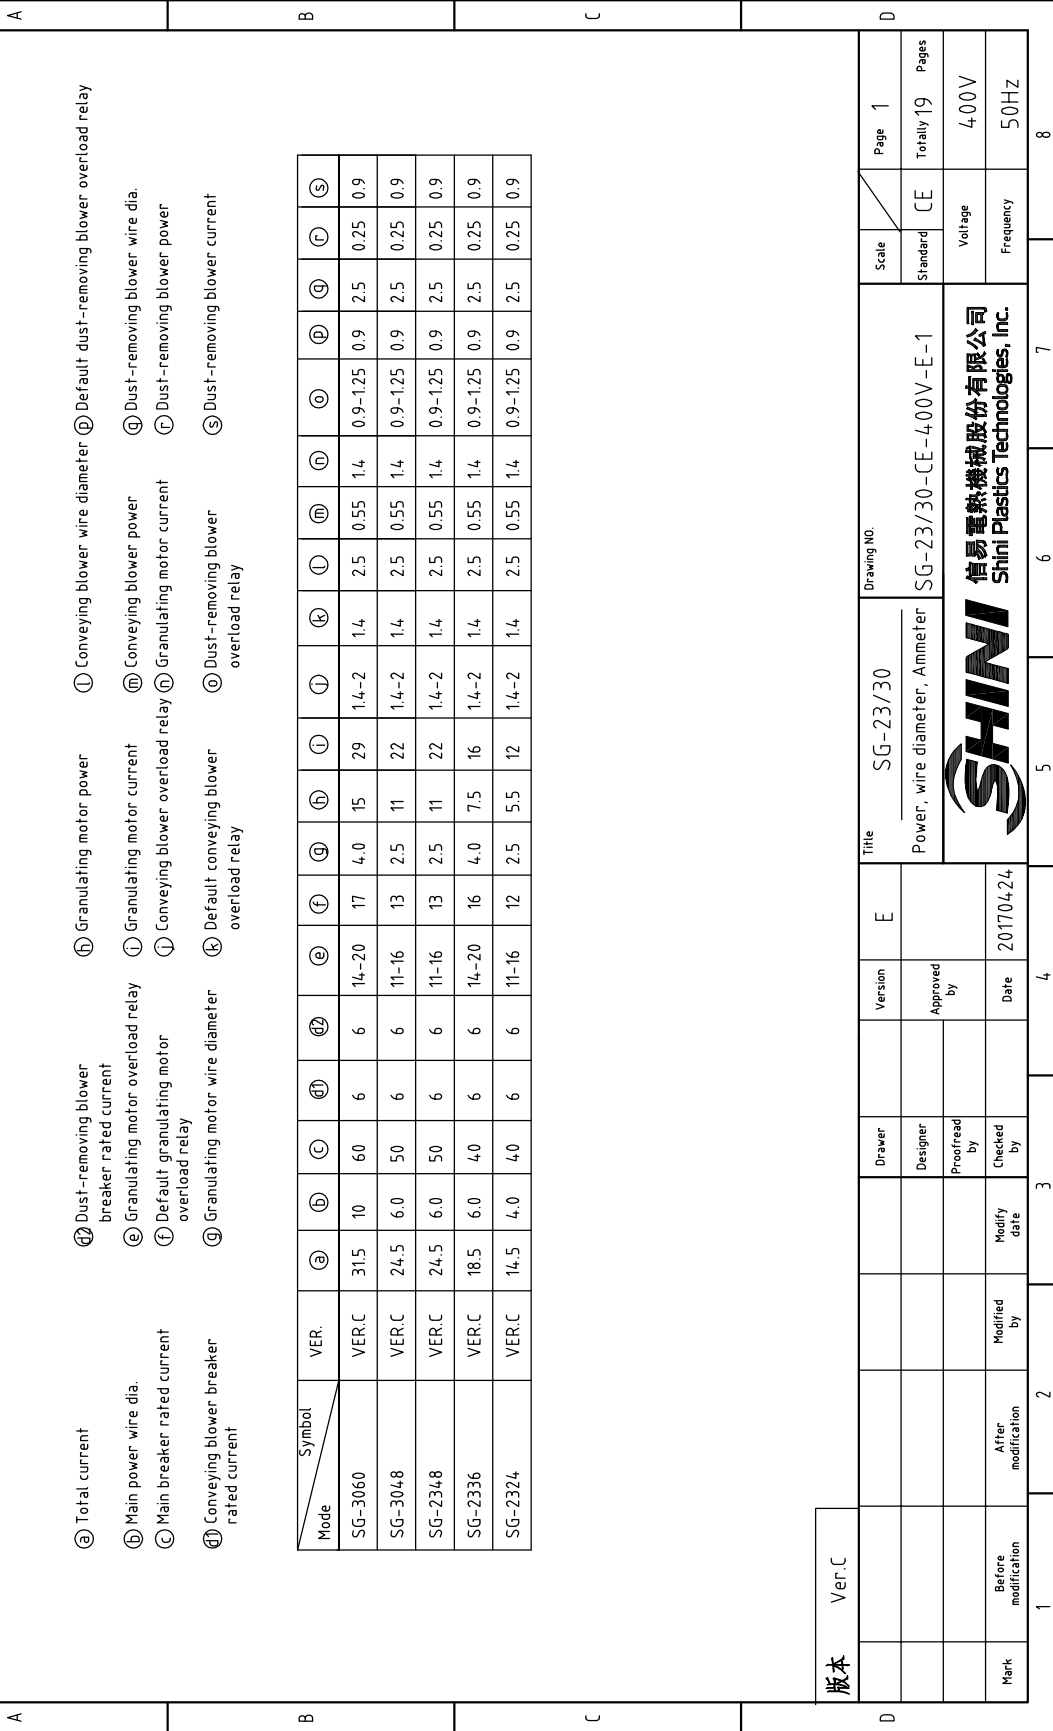 A
B
C
D
ⓐ Total current
ⓑ Main power wire dia.
ⓒ Main breaker rated current
d1 Conveying blower breaker
rated current
d2 Dust-removing blower
breaker rated current
ⓔ Granulating motor overload relay
ⓕ Default granulating motor
overload relay
ⓖ Granulating motor wire diameter
ⓗ Granulating motor power
ⓘ Granulating motor current
ⓙ Conveying blower overload relay
ⓚ Default conveying blower
overload relay
ⓛ Conveying blower wire diameter
ⓜ Conveying blower power
ⓝ Granulating motor current
ⓞ Dust-removing blower
overload relay
ⓟ Default dust-removing blower overload relay
ⓠ Dust-removing blower wire dia.
ⓡ Dust-removing blower power
ⓢ Dust-removing blower current
Mode Symbol VER. ⓐ ⓑ ⓒ d1 d2 ⓔ ⓕ ⓖ ⓗ ⓘ ⓙ ⓚ ⓛ ⓜ ⓝ ⓞ ⓟ ⓠ ⓡ ⓢ
SG-3060 VER.C 31.5 10 60 6 6 14-20 17 4.0 15 29 1.4-2 1.4 2.5 0.55 1.4 0.9-1.25 0.9 2.5 0.25 0.9
SG-3048 VER.C 24.5 6.0 50 6 6 11-16 13 2.5 11 22 1.4-2 1.4 2.5 0.55 1.4 0.9-1.25 0.9 2.5 0.25 0.9
SG-2348 VER.C 24.5 6.0 50 6 6 11-16 13 2.5 11 22 1.4-2 1.4 2.5 0.55 1.4 0.9-1.25 0.9 2.5 0.25 0.9
SG-2336 VER.C 18.5 6.0 40 6 6 14-20 16 4.0 7.5 16 1.4-2 1.4 2.5 0.55 1.4 0.9-1.25 0.9 2.5 0.25 0.9
SG-2324 VER.C 14.5 4.0 40 6 6 11-16 12 2.5 5.5 12 1.4-2 1.4 2.5 0.55 1.4 0.9-1.25 0.9 2.5 0.25 0.9
版本 Ver.C
Mark
Before
modification
After
modification
Modified
by
Modify
date
Drawer
Designer
Proofread
by
Checked
by
Version E
Approved
by
Date 20170424
Title
SG-23/30
Power, wire diameter, Ammeter
Drawing NO.
SG-23/30-CE-400V-E-1
SHINI
信易電熱機械股份有限公司
Shini Plastics Technologies, Inc.
Scale
Page 1
Standard CE
Totally 19 Pages
Voltage 400V
Frequency 50Hz
1 2 3 4 5 6 7 8
A
B
C
D